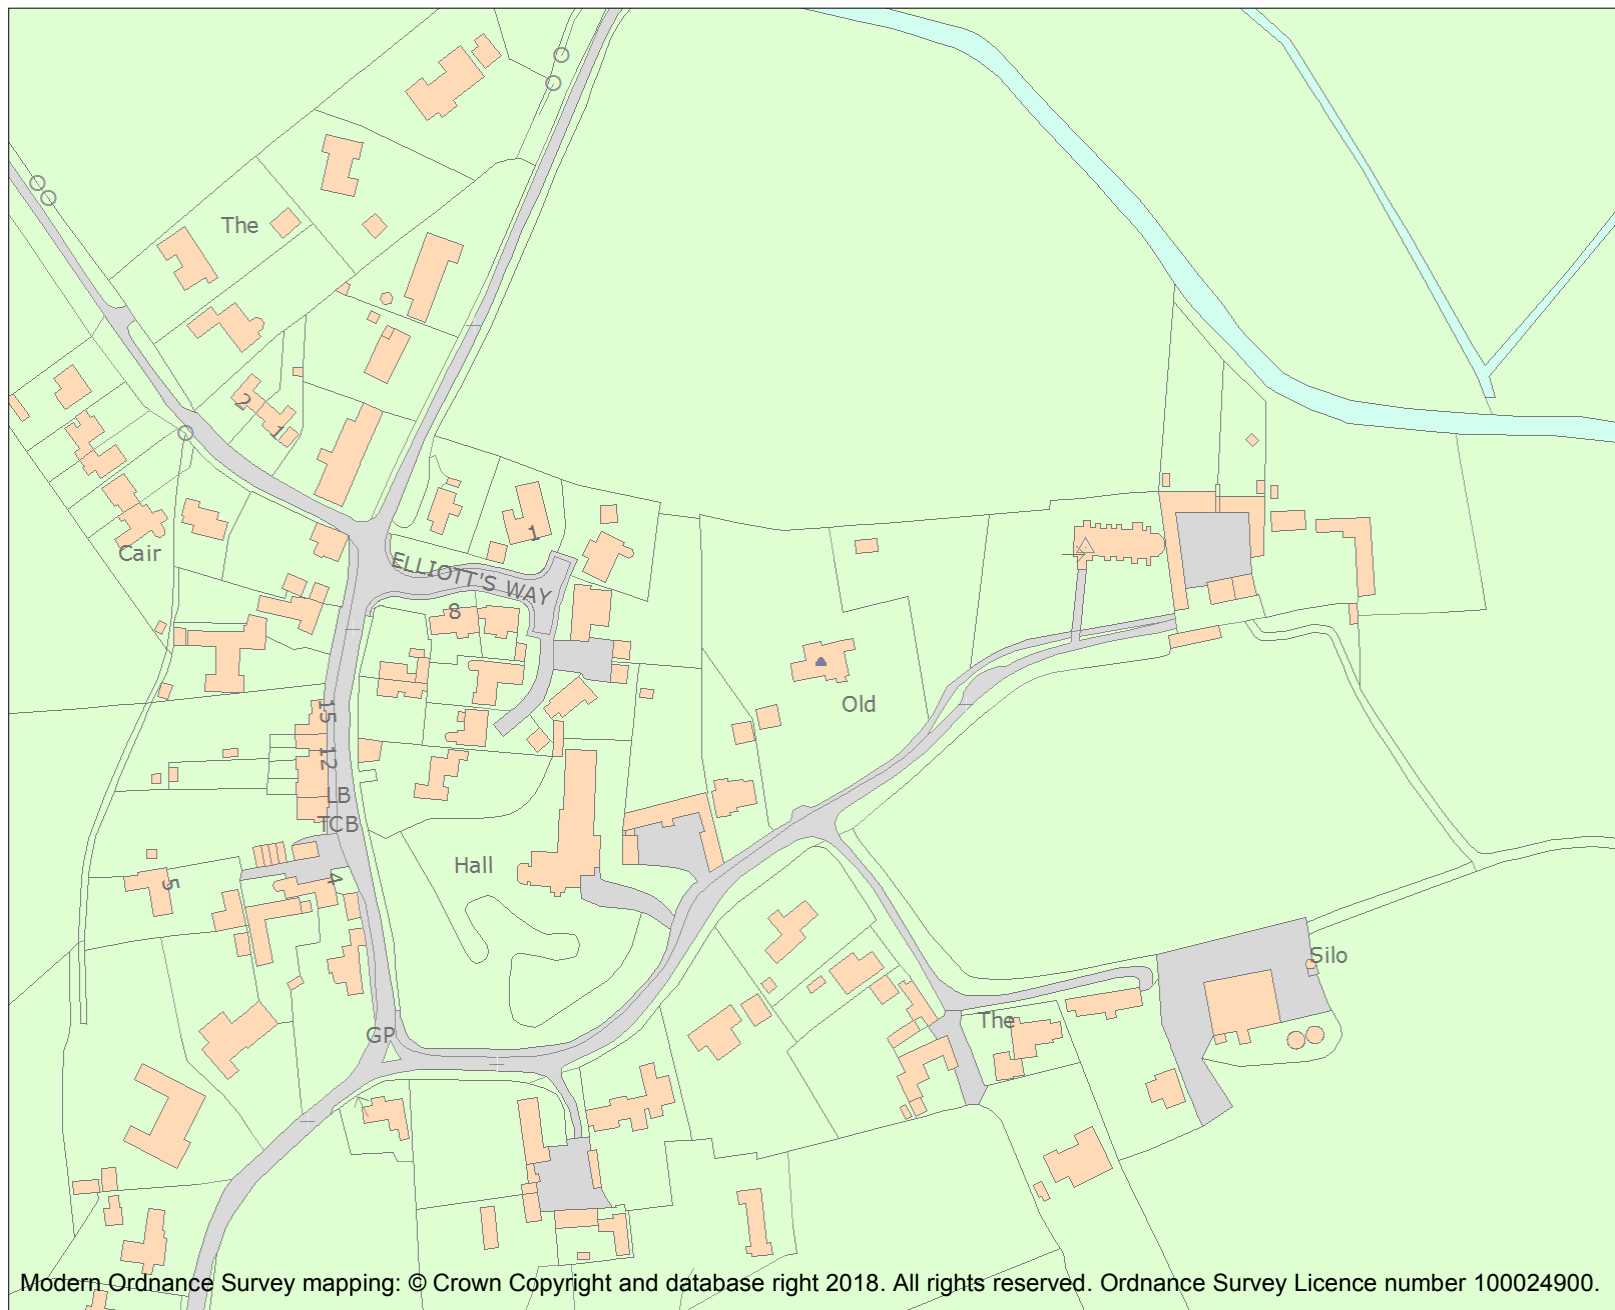 The
2
1
Cair
1
ELLIOTT'S WAY
8
Old
15
12
LB
TCB
Hall
5
4
Silo
The
GP
Modern Ordnance Survey mapping: © Crown Copyright and database right 2018. All rights reserved. Ordnance Survey Licence number 100024900.